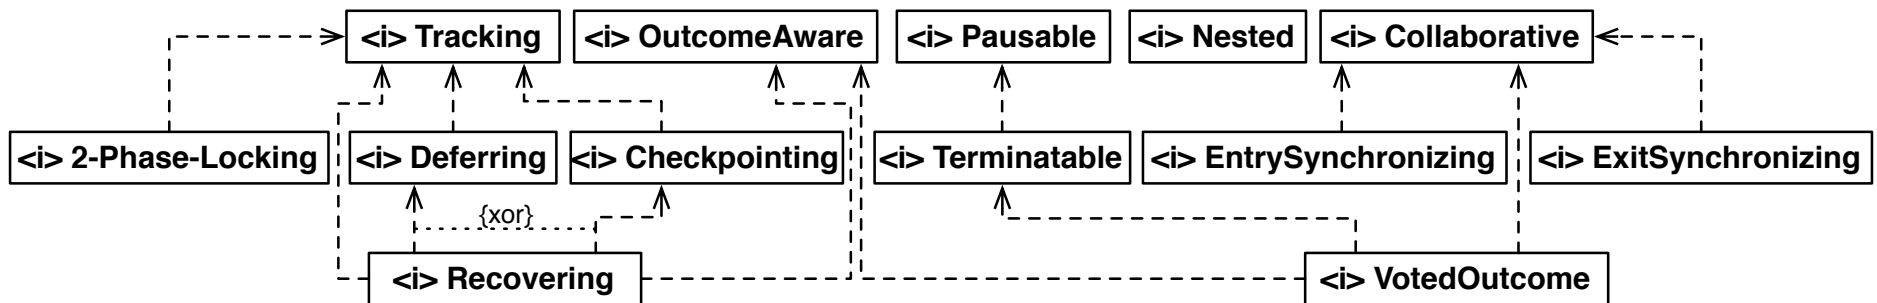 <i> Tracking
<i> OutcomeAware
<i> Pausable
<i> Nested
<i> Collaborative
<i> 2-Phase-Locking
<i> Deferring
<i> Checkpointing
<i> Terminatable
<i> EntrySynchronizing
<i> ExitSynchronizing
{xor}
<i> Recovering
<i> VotedOutcome